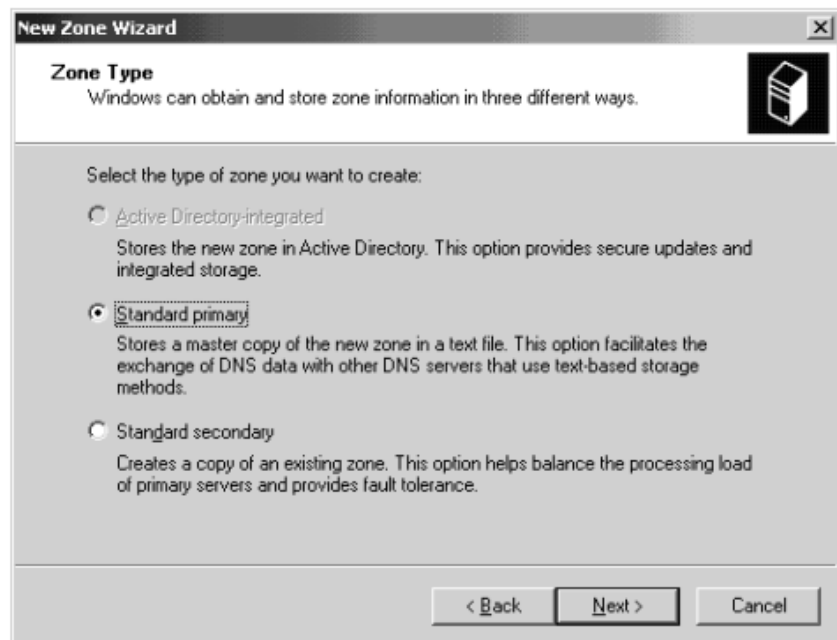 New Zone Wizard
Zone Type
Windows can obtain and store zone information in three different ways.
Select the type of zone you want to create:
Active Directory-integrated
Stores the new zone in Active Directory. This option provides secure updates and
integrated storage.
Standard primary
Stores a master copy of the new zone in a text file. This option facilitates the
exchange of DNS data with other DNS servers that use text-based storage
methods.
Standard secondary
Creates a copy of an existing zone. This option helps balance the processing load
of primary servers and provides fault tolerance.
< Back Next > Cancel